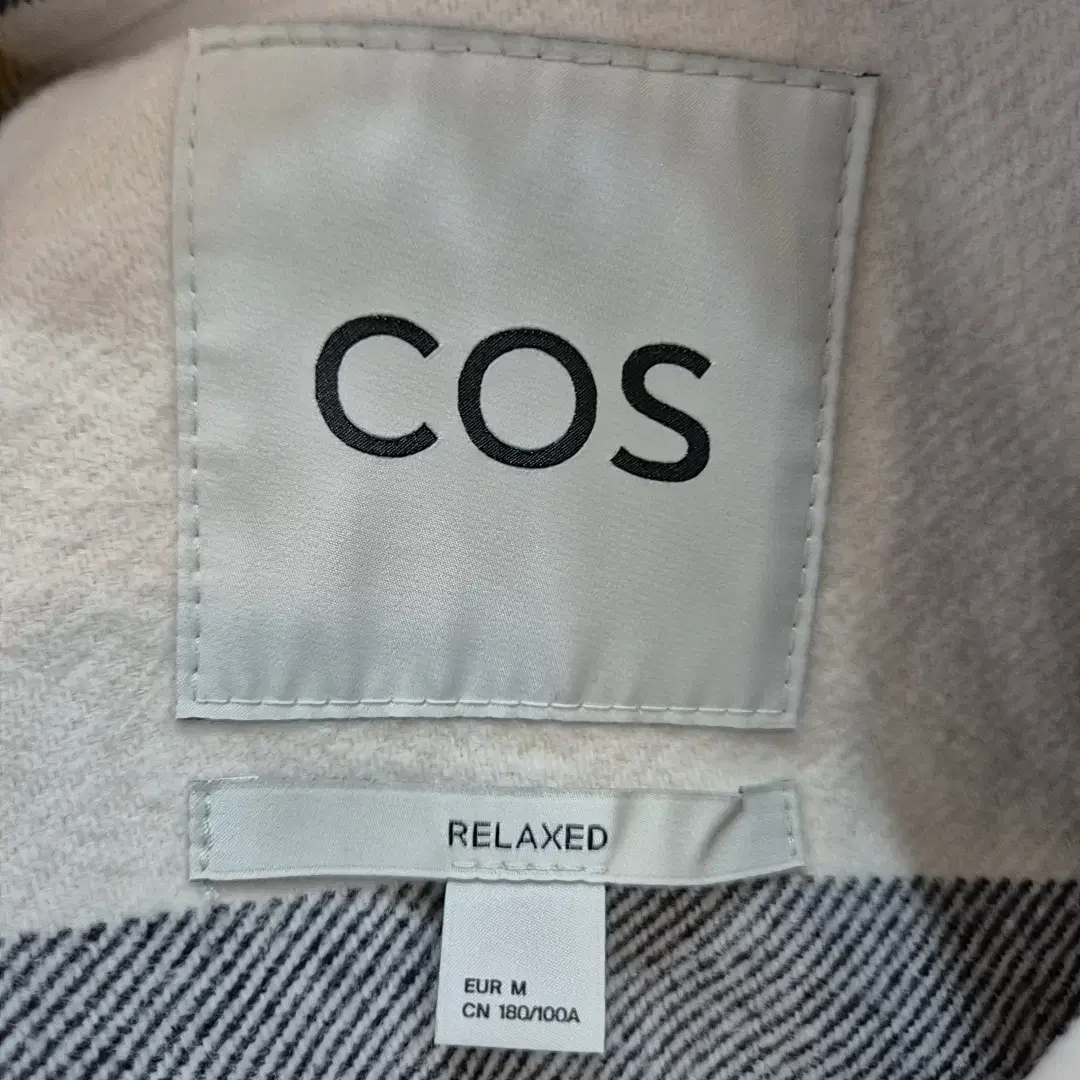 COS
RELAXED
EUR M
CN 180/100A